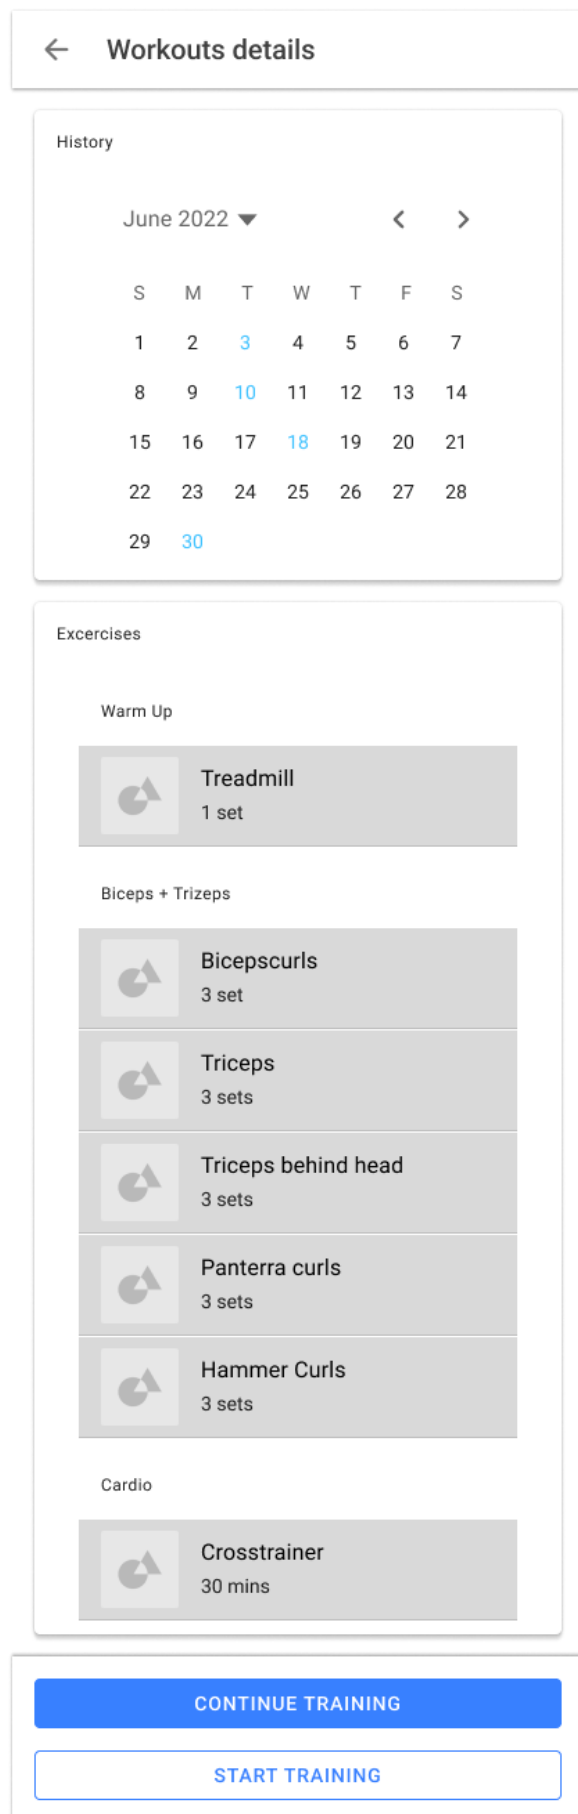 Workouts details
History
June 2022
S M T W T F S
1 2 3 4 5 6 7
8 9 10 11 12 13 14
15 16 17 18 19 20 21
22 23 24 25 26 27 28
29 30
Excercises
Warm Up
Treadmill
1 set
Biceps + Trizeps
Bicepscurls
3 set
Triceps
3 sets
Triceps behind head
3 sets
Panterra curls
3 sets
Hammer Curls
3 sets
Cardio
Crosstrainer
30 mins
CONTINUE TRAINING
START TRAINING